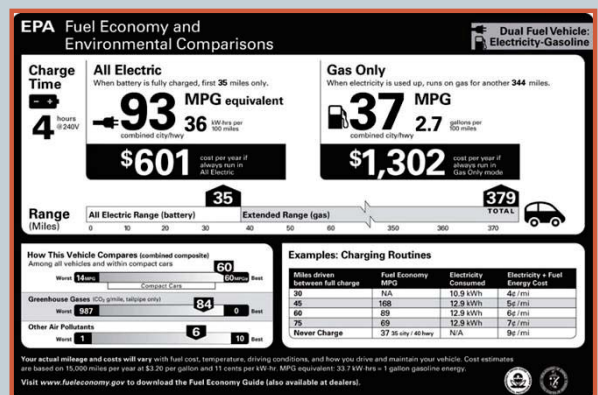 EPA Fuel Economy and
Environmental Comparisons
Dual Fuel Vehicle:
Electricity-Gasoline
Charge
Time
4 hours
@240V
All Electric
When battery is fully charged, first 35 miles only.
93 MPG equivalent
combined city/hwy
36 kW-hrs per
100 miles
$601 cost per year if
always run in
All Electric
Gas Only
When electricity is used up, runs on gas for another 344 miles.
37 MPG
combined city/hwy
2.7 gallons per
100 miles
$1,302 cost per year if
always run in
Gas Only mode
35
379
TOTAL
Range
(Miles)
All Electric Range (battery) Extended Range (gas)
0 10 20 30 40 50 60 350 360 370
How This Vehicle Compares (combined composite)
Among all vehicles and within compact cars
60
Worst 14MPG 60MPGe Best
Compact Cars
Greenhouse Gases (CO2 g/mile, tailpipe only)
84
Worst 987 0 Best
Other Air Pollutants
6
Worst 1 10 Best
Examples: Charging Routines
Miles driven
between full charge Fuel Economy
MPG Electricity
Consumed Electricity + Fuel
Energy Cost
30 NA 10.9 kWh 4¢/mi
45 168 12.9 kWh 5¢/mi
60 89 12.9 kWh 6¢/mi
75 69 12.9 kWh 7¢/mi
Never Charge 37 35 city / 40 hwy N/A 9¢/mi
Your actual mileage and costs will vary with fuel cost, temperature, driving conditions, and how you drive and maintain your vehicle. Cost estimates
are based on 15,000 miles per year at $3.20 per gallon and 11 cents per kW-hr. MPG equivalent: 33.7 kW-hrs = 1 gallon gasoline energy.
Visit www.fueleconomy.gov to download the Fuel Economy Guide (also available at dealers).